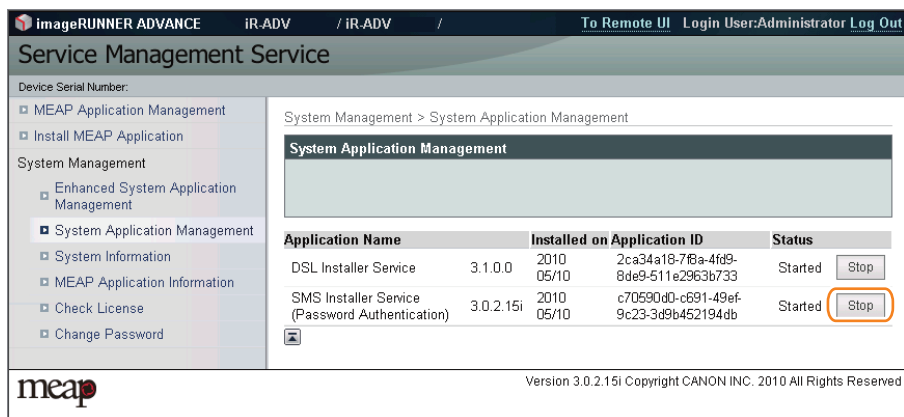 imageRUNNER ADVANCE iR-ADV / iR-ADV / To Remote UI Login User:Administrator Log Out
Service Management Service
Device Serial Number:
MEAP Application Management
Install MEAP Application
System Management
Enhanced System Application
Management
System Application Management
System Information
MEAP Application Information
Check License
Change Password
System Management > System Application Management
System Application Management
Application Name Installed on Application ID Status
DSL Installer Service 3.1.0.0 2010 05/10 2ca34a18-7f8a-4fd9-8de9-511e2963b733 Started Stop
SMS Installer Service (Password Authentication) 3.0.2.15i 2010 05/10 c70590d0-c691-49ef-9c23-3d9b452194db Started Stop
meap
Version 3.0.2.15i Copyright CANON INC. 2010 All Rights Reserved